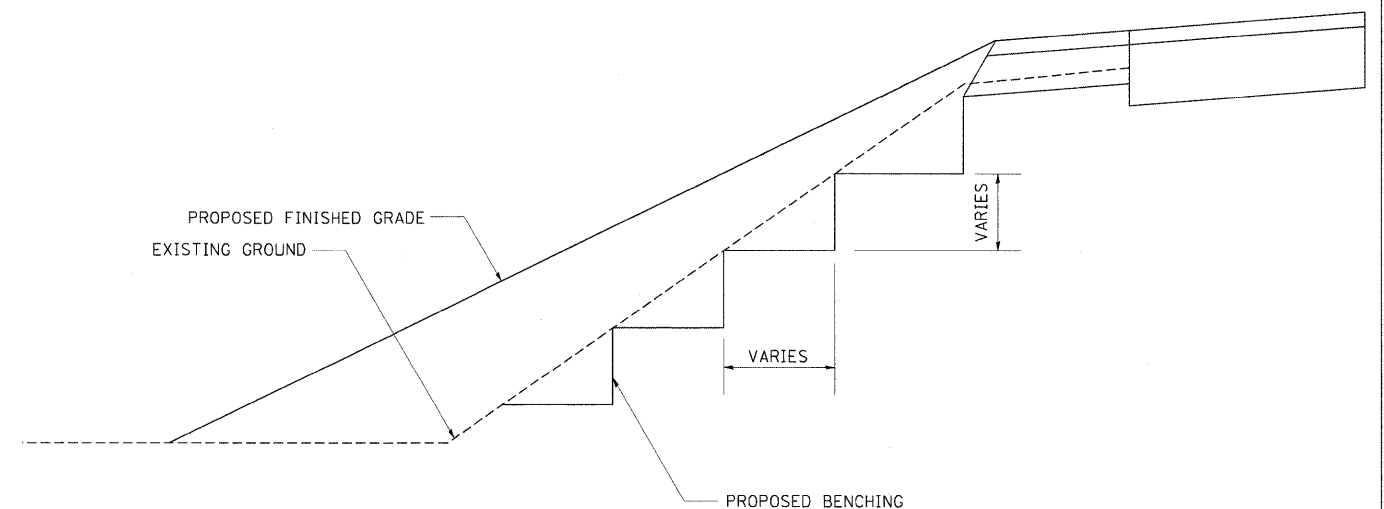 PROPOSED FINISHED GRADE
EXISTING GROUND
VARIES
VARIES
PROPOSED BENCHING